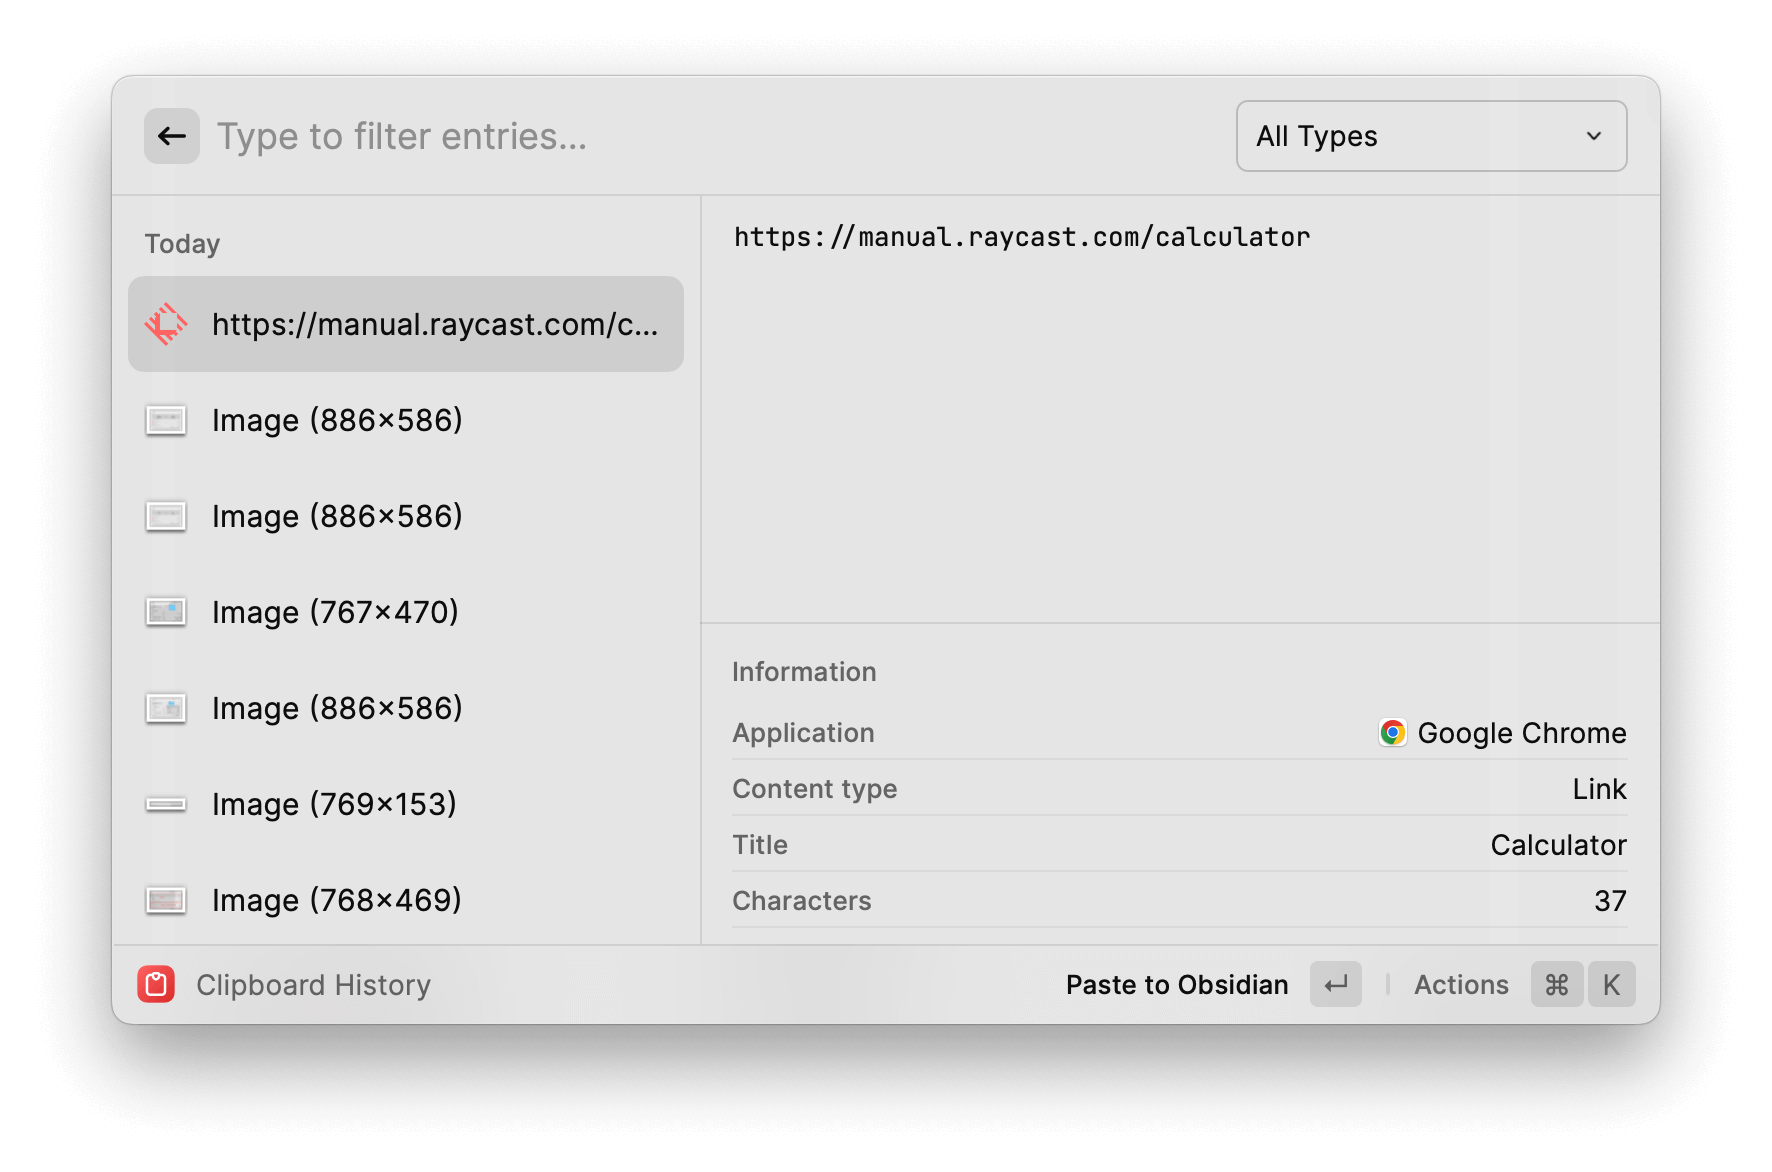 Type to filter entries...
All Types
Today
https://manual.raycast.com/c...
Image (886×586)
Image (886×586)
Image (767×470)
Image (886×586)
Image (769×153)
Image (768×469)
https://manual.raycast.com/calculator
Information
Application Google Chrome
Content type Link
Title Calculator
Characters 37
Clipboard History
Paste to Obsidian ↵
Actions ⌘ K